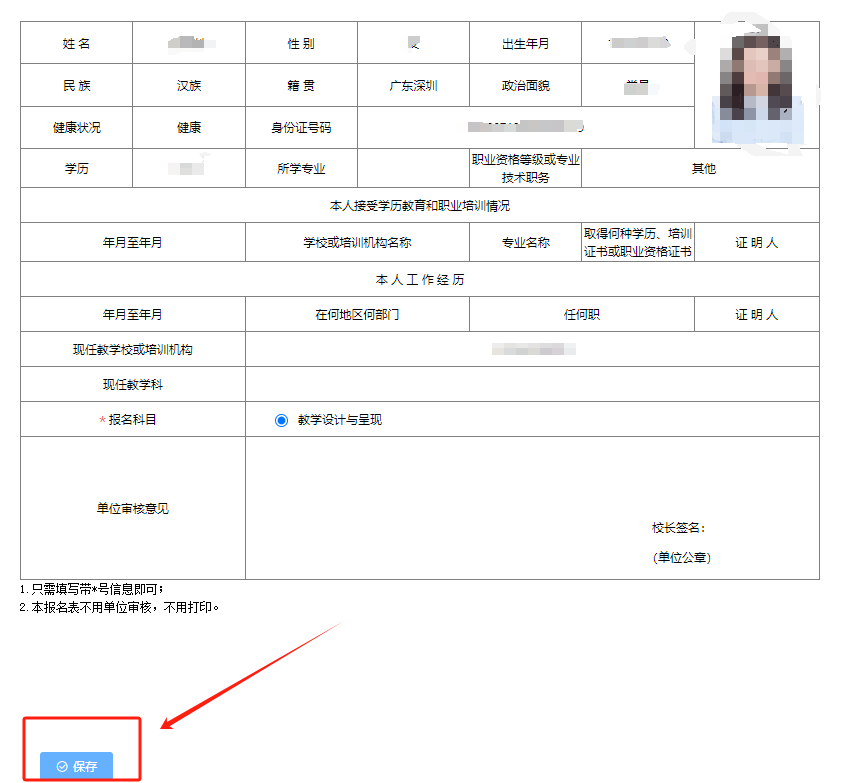 姓 名 性 别 出生年月
民 族 汉族 籍 贯 广东深圳 政治面貌
健康状况 健康 身份证号码
学历 所学专业 职业资格等级或专业技术职务 其他
本人接受学历教育和职业培训情况
年月至年月 学校或培训机构名称 专业名称 取得何种学历、培训证书或职业资格证书 证 明 人
本 人 工 作 经 历
年月至年月 在何地区何部门 任何职 证 明 人
现任教学校或培训机构
现任教学科
*报名科目 教学设计与呈现
单位审核意见
校长签名：
(单位公章)
1.只需填写带*号信息即可；
2.本报名表不用单位审核，不用打印。
保存